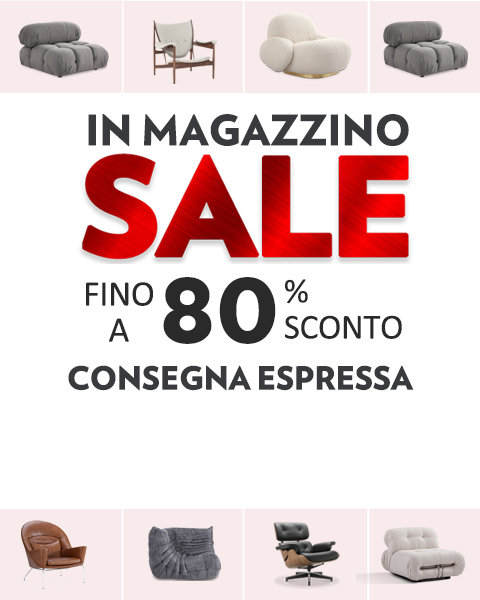 IN MAGAZZINO
SALE
FINO A 80 % SCONTO
CONSEGNA ESPRESSA